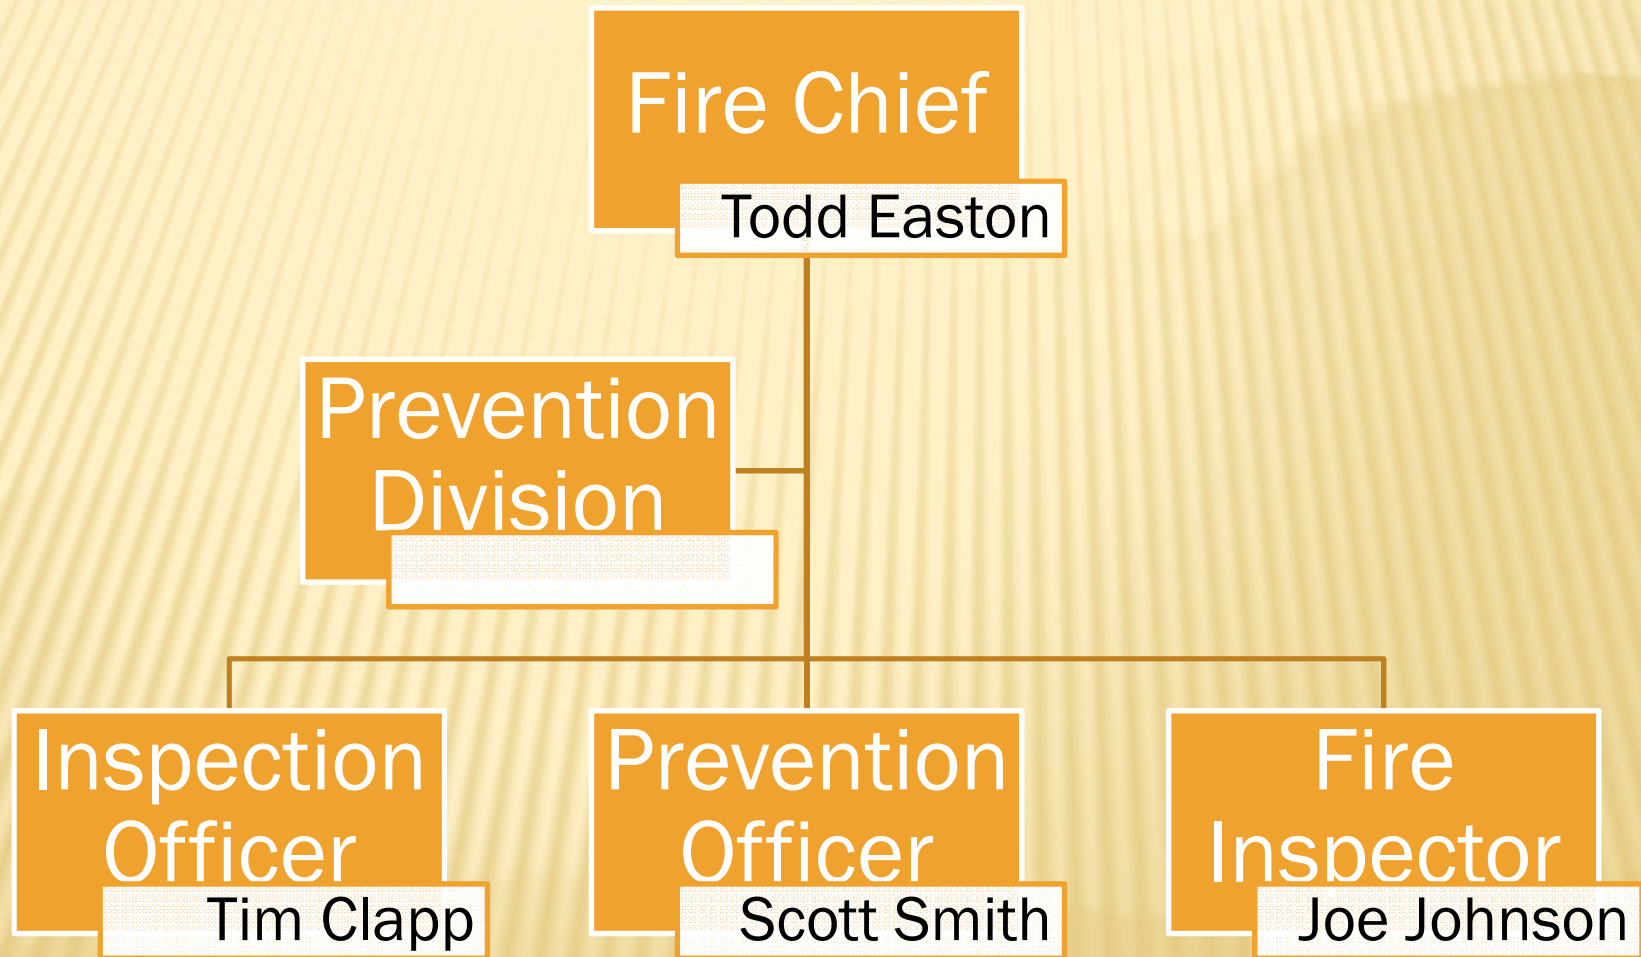 Fire Chief
Todd Easton
Prevention
Division
Inspection
Officer
Tim Clapp
Prevention
Officer
Scott Smith
Fire
Inspector
Joe Johnson